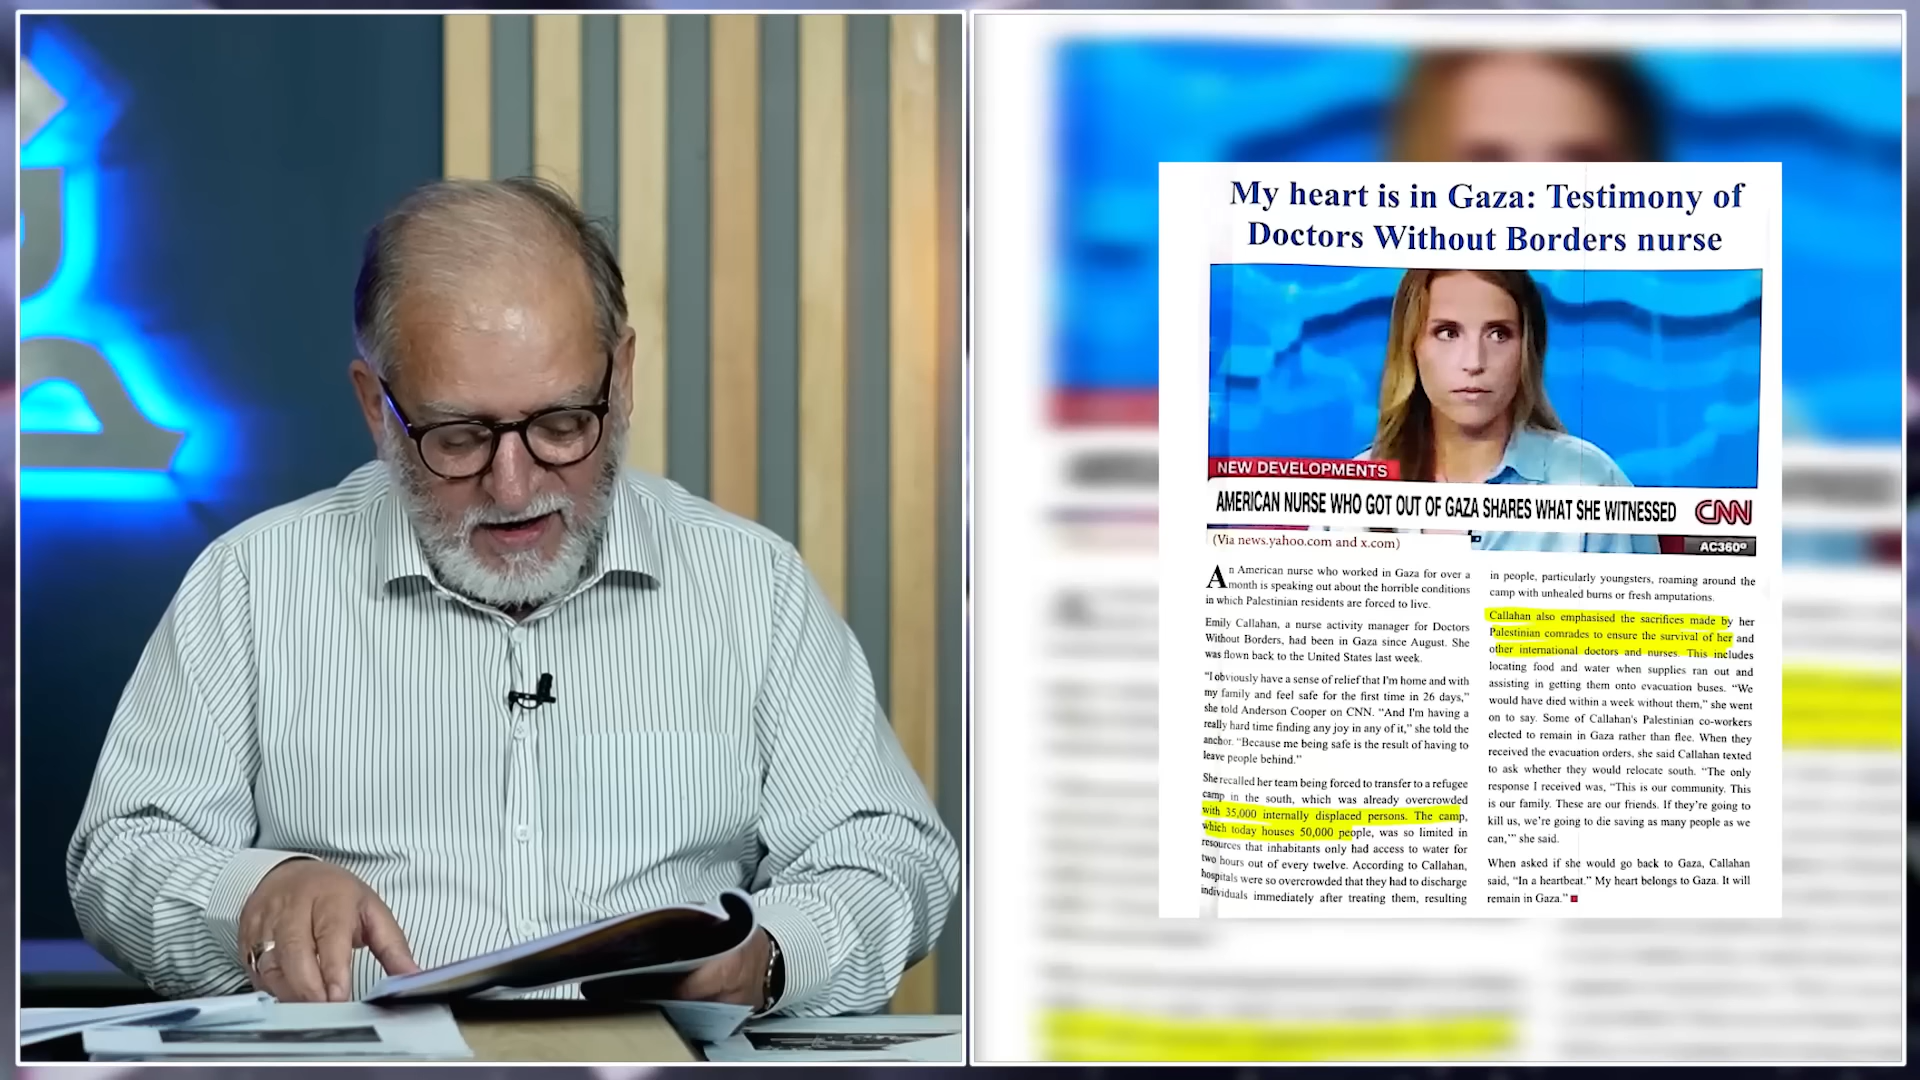 My heart is in Gaza: Testimony of
Doctors Without Borders nurse
NEW DEVELOPMENTS
AMERICAN NURSE WHO GOT OUT OF GAZA SHARES WHAT SHE WITNESSED
CNN
AC360º
(Via news.yahoo.com and x.com)
An American nurse who worked in Gaza for over a
month is speaking out about the horrible conditions
in which Palestinian residents are forced to live.
Emily Callahan, a nurse activity manager for Doctors
Without Borders, had been in Gaza since August. She
was flown back to the United States last week.
“I obviously have a sense of relief that I'm home and with
my family and feel safe for the first time in 26 days,”
she told Anderson Cooper on CNN. “And I'm having a
really hard time finding any joy in any of it,” she told the
anchor. “Because me being safe is the result of having to
leave people behind.”
She recalled her team being forced to transfer to a refugee
camp in the south, which was already overcrowded
with 35,000 internally displaced persons. The camp,
which today houses 50,000 people, was so limited in
resources that inhabitants only had access to water for
two hours out of every twelve. According to Callahan,
hospitals were so overcrowded that they had to discharge
individuals immediately after treating them, resulting
in people, particularly youngsters, roaming around the
camp with unhealed burns or fresh amputations.
Callahan also emphasised the sacrifices made by her
Palestinian comrades to ensure the survival of her and
other international doctors and nurses. This includes
locating food and water when supplies ran out and
assisting in getting them onto evacuation buses. “We
would have died within a week without them,” she went
on to say. Some of Callahan's Palestinian co-workers
elected to remain in Gaza rather than flee. When they
received the evacuation orders, she said Callahan texted
to ask whether they would relocate south. “The only
response I received was, “This is our community. This
is our family. These are our friends. If they’re going to
kill us, we’re going to die saving as many people as we
can,’” she said.
When asked if she would go back to Gaza, Callahan
said, “In a heartbeat.” My heart belongs to Gaza. It will
remain in Gaza.”